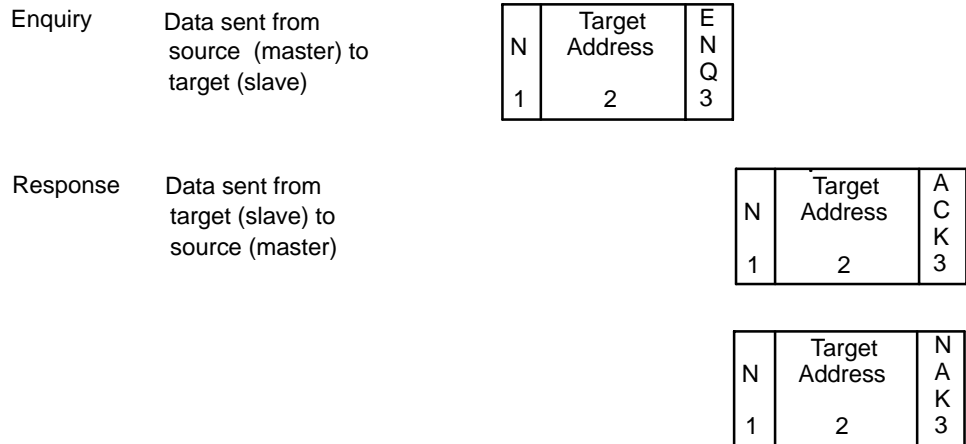 Enquiry
Data sent from
source (master) to
target (slave)
N
1
Target
Address
2
E
N
Q
3
Response
Data sent from
target (slave) to
source (master)
N
1
Target
Address
2
A
C
K
3
N
1
Target
Address
2
N
A
K
3